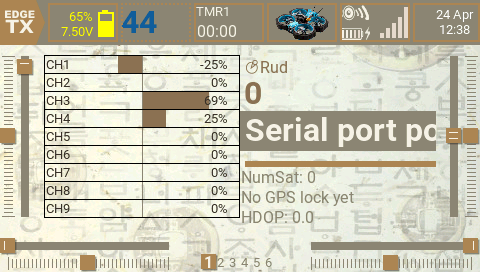 EDGE
TX
65%
7.50V
44
TMR1
00:00
24 Apr
12:38
CH1 -25%
CH2 0%
CH3 69%
CH4 25%
CH5 0%
CH6 0%
CH7 0%
CH8 0%
CH9 0%
Rud
0
Serial port po
NumSat: 0
No GPS lock yet
HDOP: 0.0
1 2 3 4 5 6